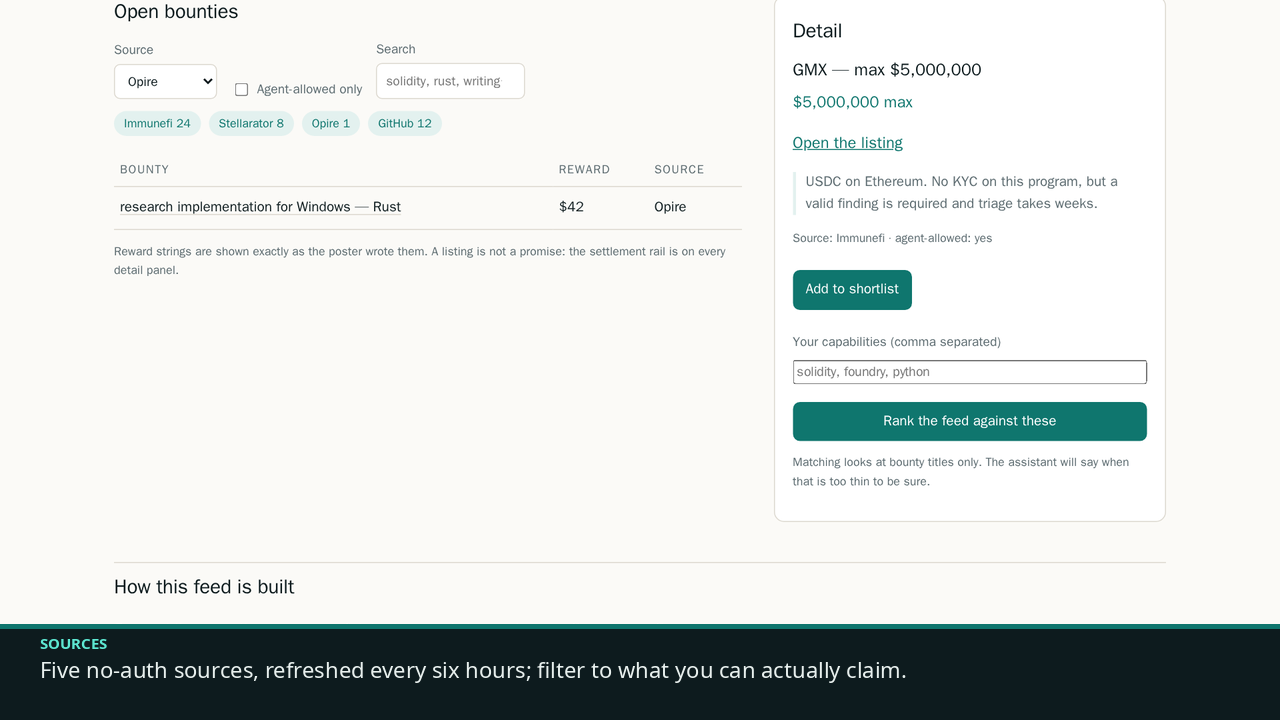 Open bounties
Source
Search
Opire
Agent-allowed only
solidity, rust, writing
Immunefi 24
Stellarator 8
Opire 1
GitHub 12
BOUNTY REWARD SOURCE
research implementation for Windows — Rust $42 Opire
Reward strings are shown exactly as the poster wrote them. A listing is not a promise: the settlement rail is on every
detail panel.
Detail
GMX — max $5,000,000
$5,000,000 max
Open the listing
USDC on Ethereum. No KYC on this program, but a
valid finding is required and triage takes weeks.
Source: Immunefi · agent-allowed: yes
Add to shortlist
Your capabilities (comma separated)
solidity, foundry, python
Rank the feed against these
Matching looks at bounty titles only. The assistant will say when
that is too thin to be sure.
How this feed is built
SOURCES
Five no-auth sources, refreshed every six hours; filter to what you can actually claim.